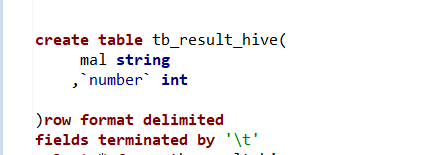 create table tb_result_hive(
mal string
,`number` int
)row format delimited
fields terminated by '\t'